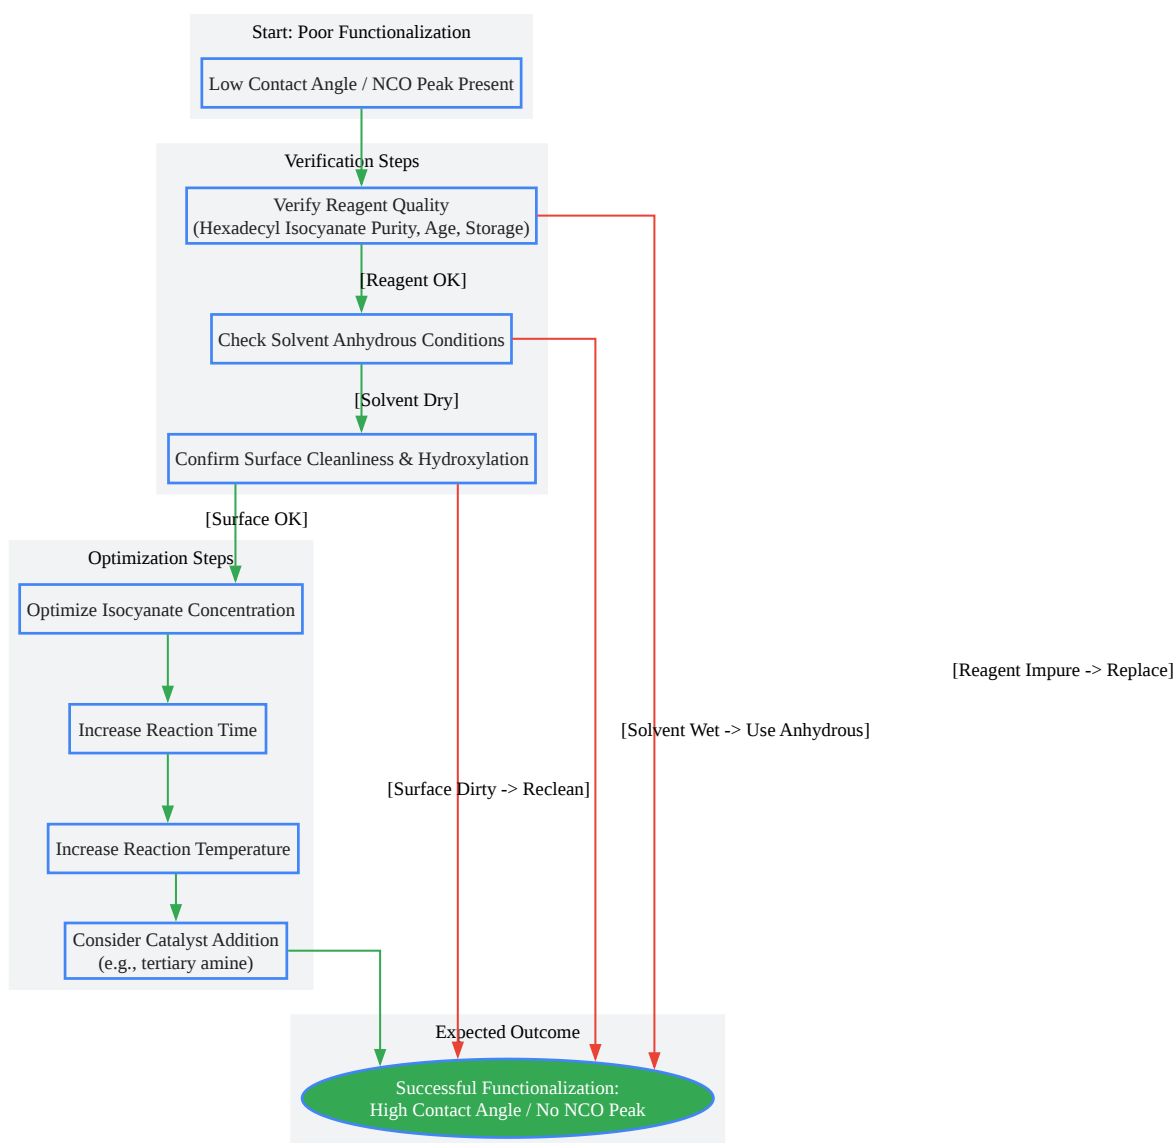 Start: Poor Functionalization
Low Contact Angle / NCO Peak Present
Verification Steps
Verify Reagent Quality
(Hexadecyl Isocyanate Purity, Age, Storage)
[Reagent OK]
Check Solvent Anhydrous Conditions
[Solvent Dry]
Confirm Surface Cleanliness & Hydroxylation
[Surface OK]
Optimization Steps
Optimize Isocyanate Concentration
[Reagent Impure -> Replace]
Increase Reaction Time
[Solvent Wet -> Use Anhydrous]
[Surface Dirty -> Reclean]
Increase Reaction Temperature
Consider Catalyst Addition
(e.g., tertiary amine)
Expected Outcome
Successful Functionalization:
High Contact Angle / No NCO Peak